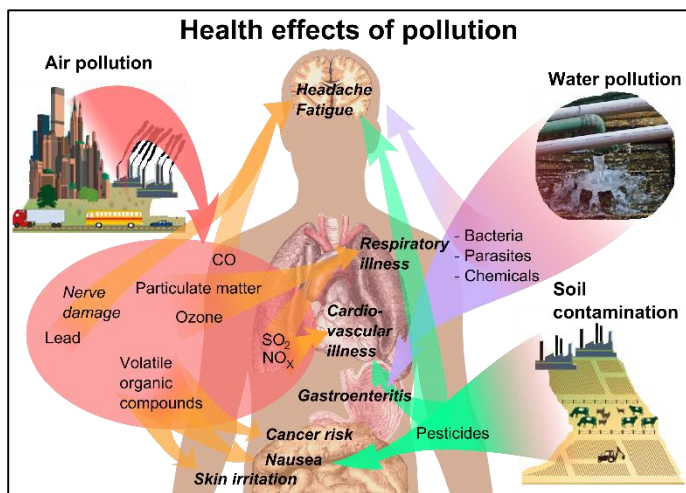 Health effects of pollution
Air pollution
Water pollution
Headache
Fatigue
CO
Nerve
damage
Particulate matter
Lead
Ozone
SO2
NOX
Volatile
organic
compounds
Respiratory
illness
Cardio-
vascular
illness
Gastroenteritis
Cancer risk
Nausea
Skin irritation
- Bacteria
- Parasites
- Chemicals
Soil
contamination
Pesticides